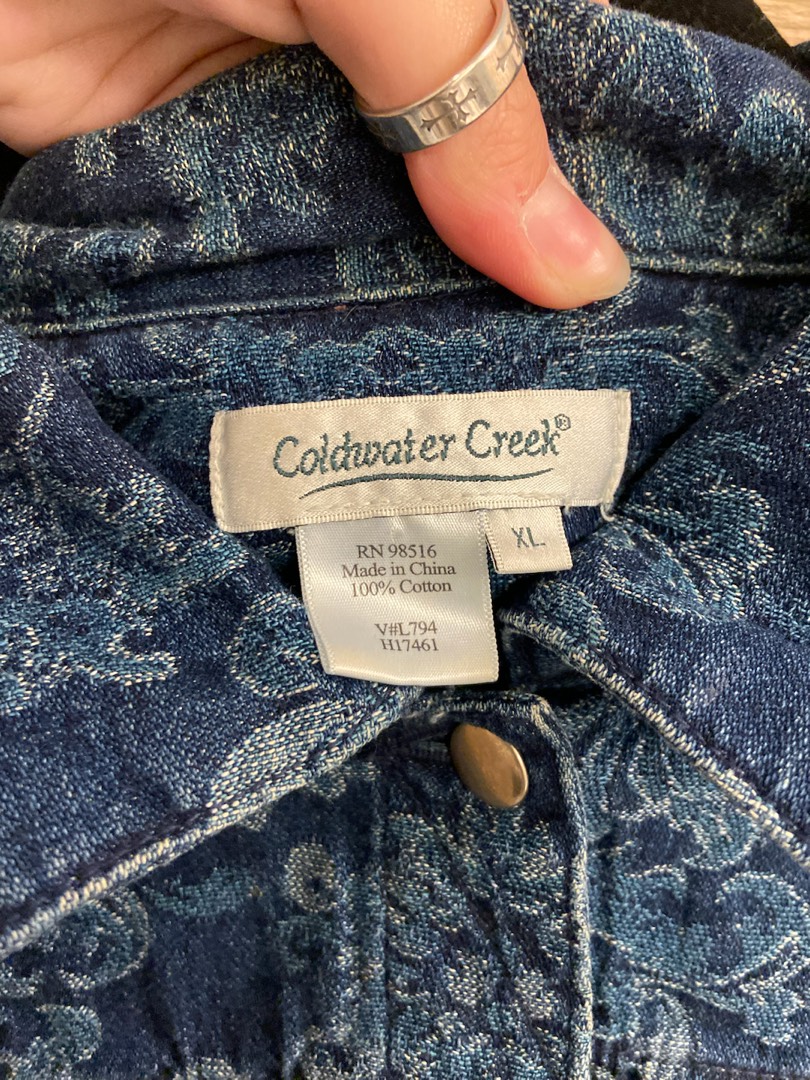 Coldwater Creek®
XL
RN 98516
Made in China
100% Cotton
V#L794
H17461